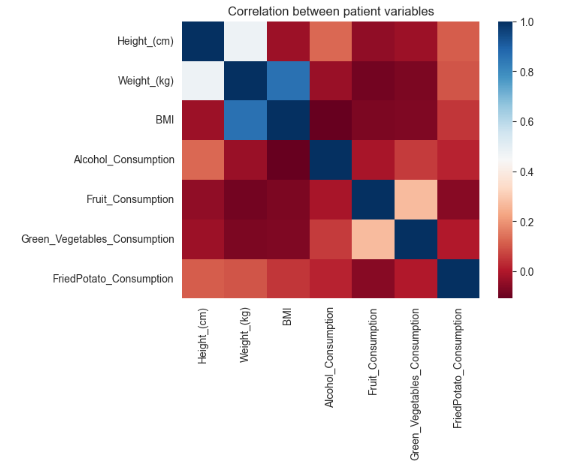 Correlation between patient variables
Height_(cm)
Weight_(kg)
BMI
Alcohol_Consumption
Fruit_Consumption
Green_Vegetables_Consumption
FriedPotato_Consumption
Height_(cm)
Weight_(kg)
BMI
Alcohol_Consumption
Fruit_Consumption
Green_Vegetables_Consumption
FriedPotato_Consumption
1.0
0.8
0.6
0.4
0.2
0.0